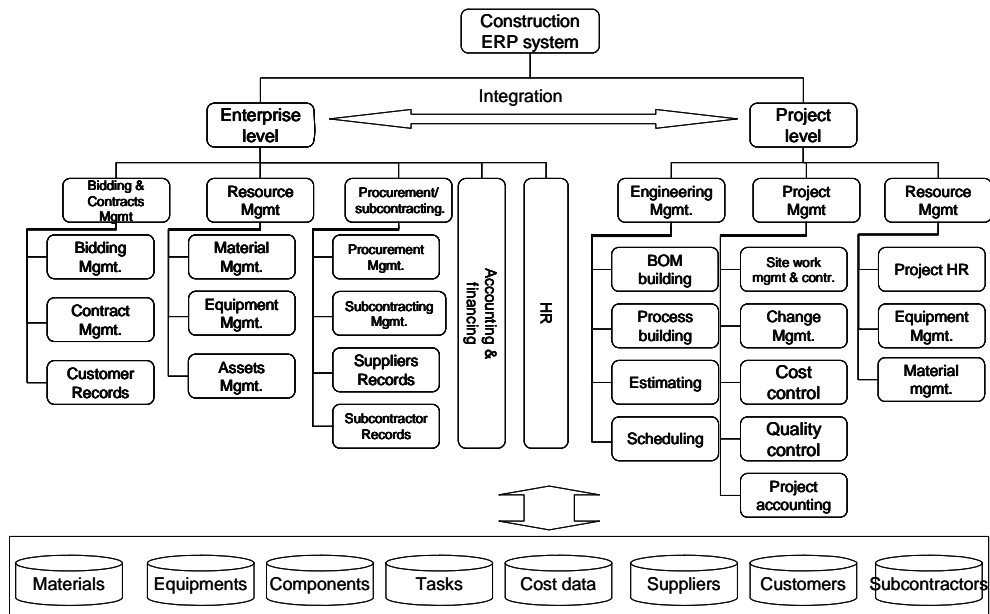 Construction
ERP system
Integration
Enterprise
level
Project
level
Bidding &
Contracts
Mgmt
Resource
Mgmt
Procurement/
subcontracting.
Accounting &
financing
HR
Engineering
Mgmt.
Project
Mgmt
Resource
Mgmt
Bidding
Mgmt.
Contract
Mgmt.
Customer
Records
Material
Mgmt.
Equipment
Mgmt.
Assets
Mgmt.
Procurement
Mgmt.
Subcontracting
Mgmt.
Suppliers
Records
Subcontractor
Records
BOM
building
Process
building
Estimating
Scheduling
Site work
mgmt & contr.
Change
Mgmt.
Cost
control
Quality
control
Project
accounting
Project HR
Equipment
Mgmt.
Material
mgmt.
Materials
Equipments
Components
Tasks
Cost data
Suppliers
Customers
Subcontractors